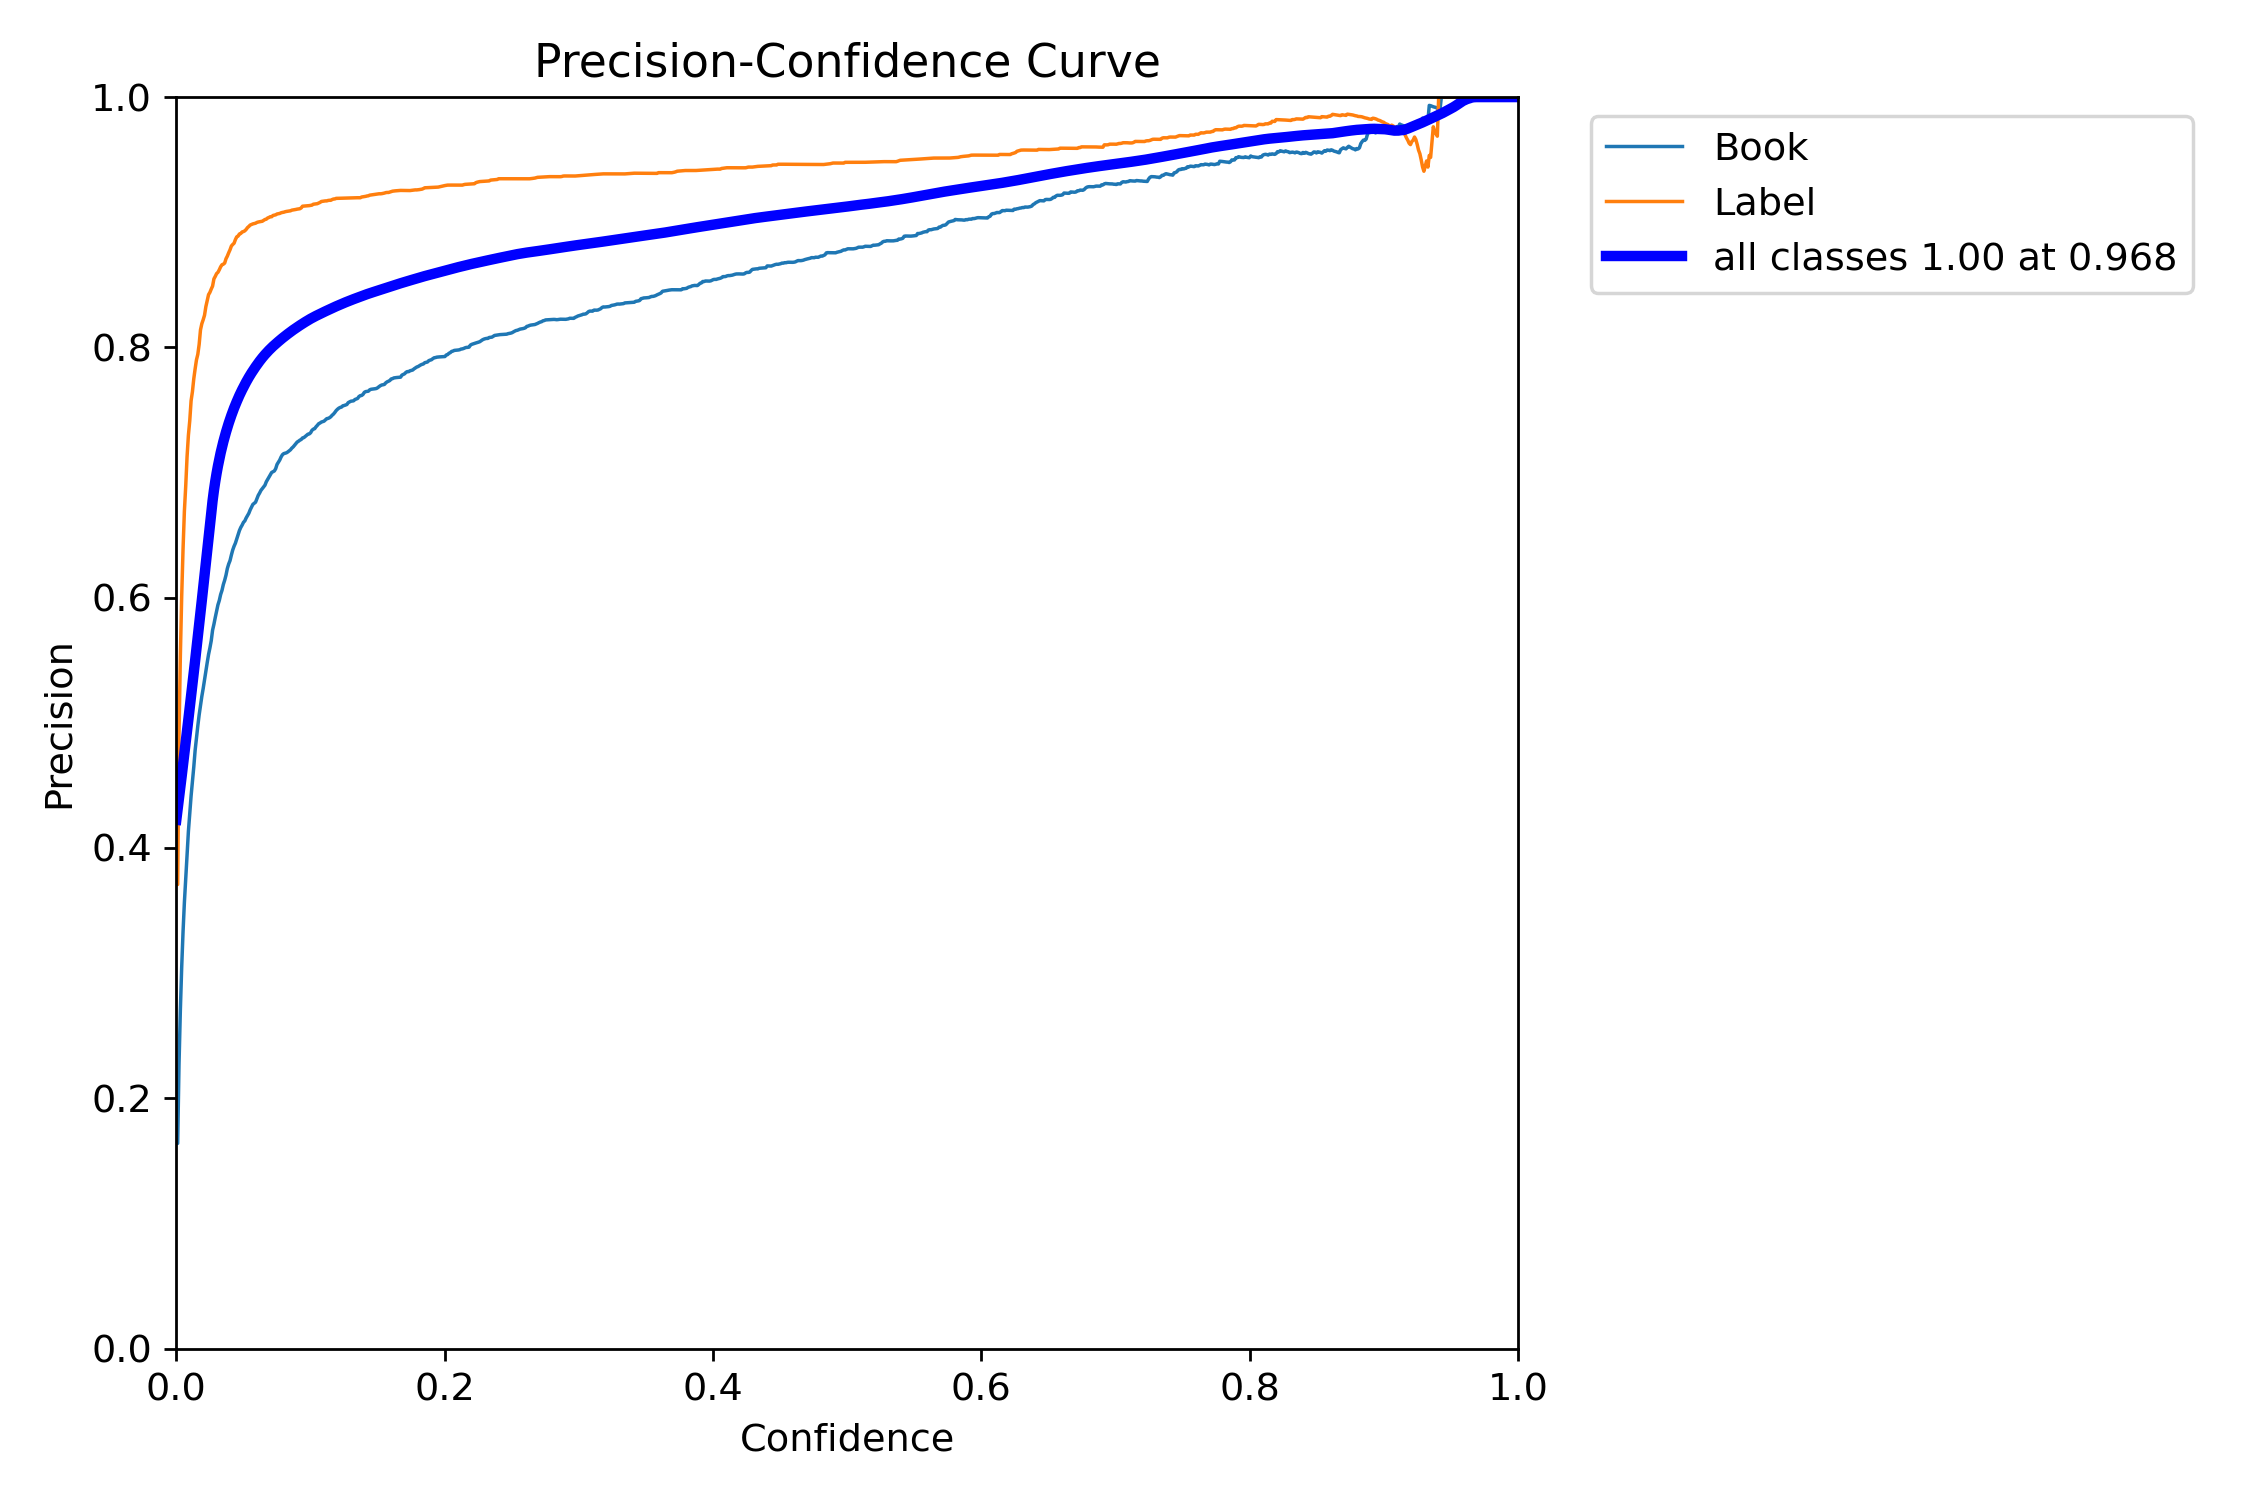 Precision-Confidence Curve
1.0
0.8
0.6
0.4
0.2
0.0
Precision
0.0 0.2 0.4 0.6 0.8 1.0
Confidence
Book
Label
all classes 1.00 at 0.968